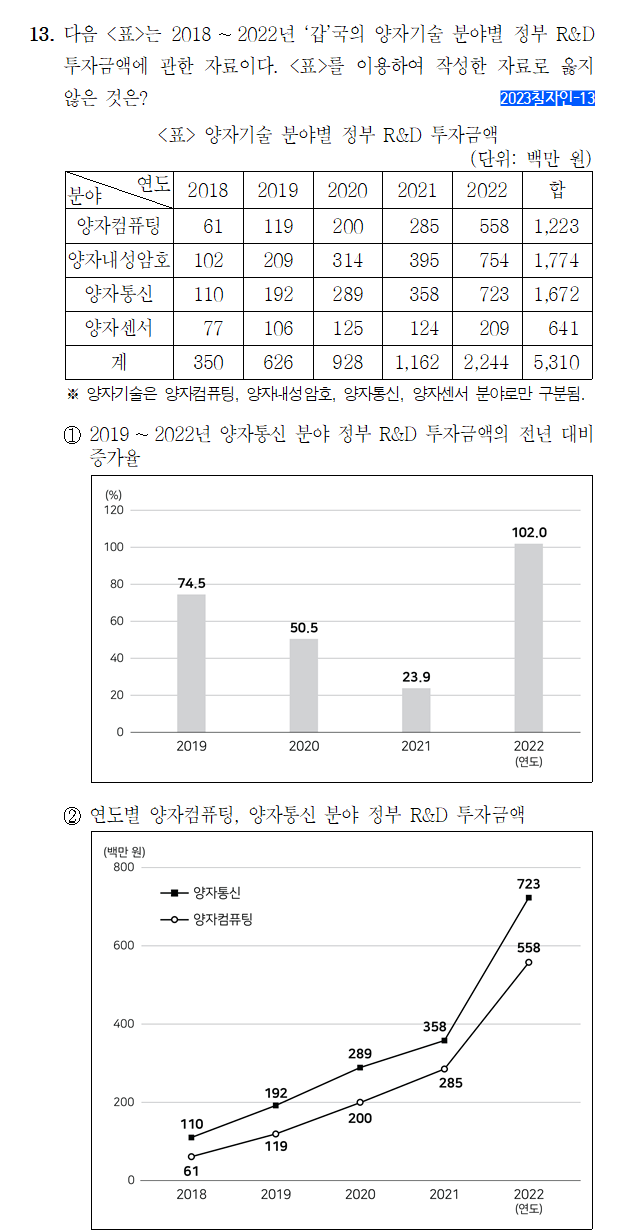 13. 다음 <표>는 2018 ~ 2022년 ‘갑’국의 양자기술 분야별 정부 R&D
투자금액에 관한 자료이다. <표>를 이용하여 작성한 자료로 옳지
않은 것은? 2023칠자인-13
<표> 양자기술 분야별 정부 R&D 투자금액
(단위: 백만 원)
분야 연도 2018 2019 2020 2021 2022 합
양자컴퓨팅 61 119 200 285 558 1,223
양자내성암호 102 209 314 395 754 1,774
양자통신 110 192 289 358 723 1,672
양자센서 77 106 125 124 209 641
계 350 626 928 1,162 2,244 5,310
※ 양자기술은 양자컴퓨팅, 양자내성암호, 양자통신, 양자센서 분야로만 구분됨.
① 2019 ~ 2022년 양자통신 분야 정부 R&D 투자금액의 전년 대비
증가율
(%)
120
100
80
60
40
20
0
74.5
50.5
23.9
102.0
2019 2020 2021 2022
(연도)
② 연도별 양자컴퓨팅, 양자통신 분야 정부 R&D 투자금액
(백만 원)
800
600
400
200
0
양자통신
양자컴퓨팅
110 192 289 358 723
61 119 200 285 558
2018 2019 2020 2021 2022
(연도)